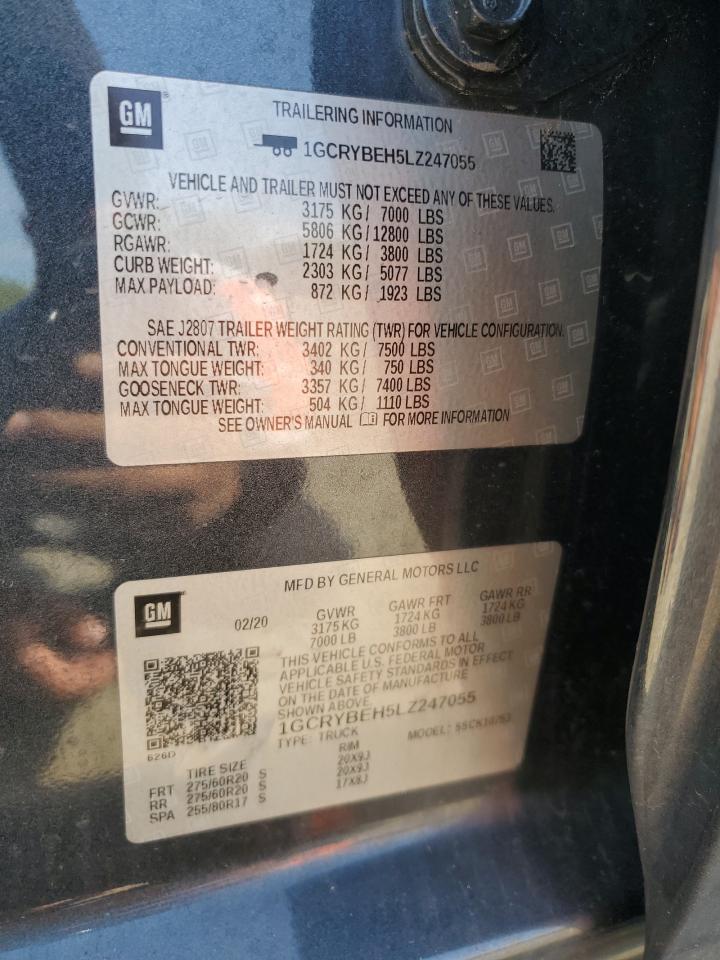 GM
TRAILERING INFORMATION
1GCRYBEH5LZ247055
VEHICLE AND TRAILER MUST NOT EXCEED ANY OF THESE VALUES.
GVWR: 3175 KG/ 7000 LBS
GCWR: 5806 KG/12800 LBS
RGAWR: 1724 KG/ 3800 LBS
CURB WEIGHT: 2303 KG/ 5077 LBS
MAX PAYLOAD: 872 KG/ 1923 LBS
SAE J2807 TRAILER WEIGHT RATING (TWR) FOR VEHICLE CONFIGURATION.
CONVENTIONAL TWR: 3402 KG/ 7500 LBS
MAX TONGUE WEIGHT: 340 KG/ 750 LBS
GOOSENECK TWR: 3357 KG/ 7400 LBS
MAX TONGUE WEIGHT: 504 KG/ 1110 LBS
SEE OWNER'S MANUAL FOR MORE INFORMATION
GM
MFD BY GENERAL MOTORS LLC
02/20 GVWR GAWR FRT GAWR RR
3175 KG 1724 KG 1724 KG
7000 LB 3800 LB 3800 LB
THIS VEHICLE CONFORMS TO ALL
APPLICABLE U.S. FEDERAL MOTOR
VEHICLE SAFETY STANDARDS IN EFFECT
ON THE DATE OF MANUFACTURE
SHOWN ABOVE.
1GCRYBEH5LZ247055
TYPE: TRUCK MODEL:
626D
TIRE SIZE RIM
FRT 275/60R20 S 20X9J
RR 275/60R20 S 20X9J
SPA 255/80R17 S 17X8J